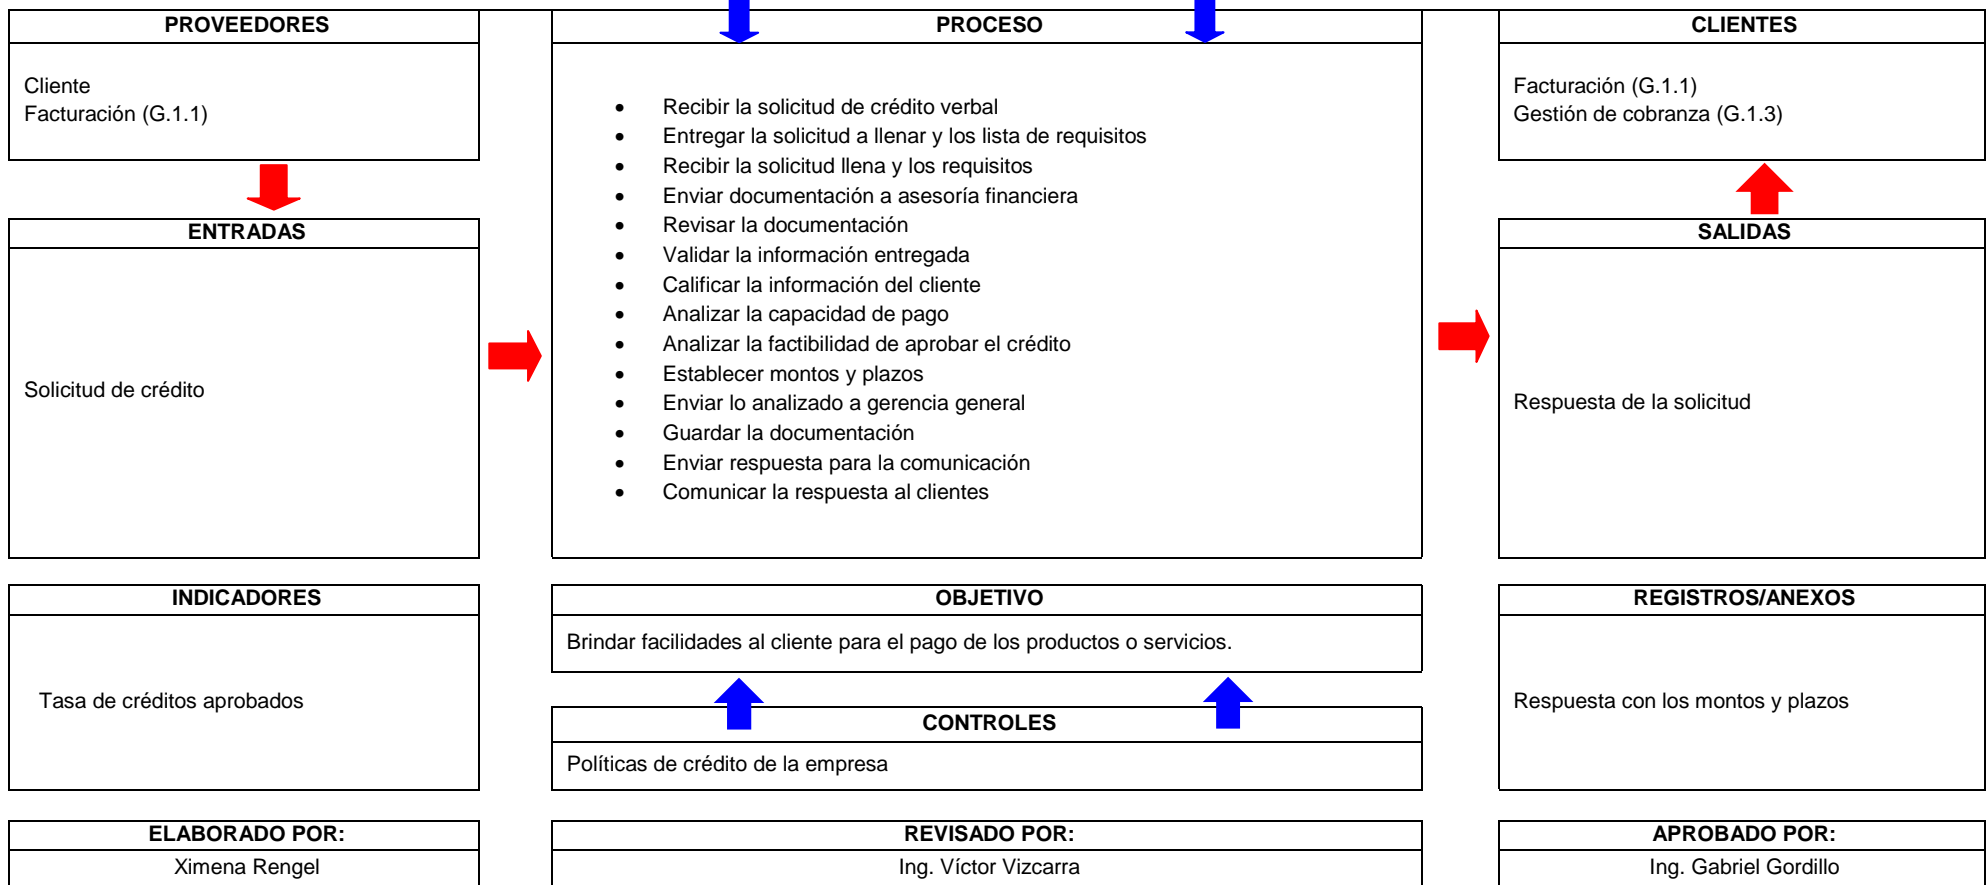 PROVEEDORES
Cliente
Facturación (G.1.1)
ENTRADAS
Solicitud de crédito
PROCESO
• Recibir la solicitud de crédito verbal
• Entregar la solicitud a llenar y los lista de requisitos
• Recibir la solicitud llena y los requisitos
• Enviar documentación a asesoría financiera
• Revisar la documentación
• Validar la información entregada
• Calificar la información del cliente
• Analizar la capacidad de pago
• Analizar la factibilidad de aprobar el crédito
• Establecer montos y plazos
• Enviar lo analizado a gerencia general
• Guardar la documentación
• Enviar respuesta para la comunicación
• Comunicar la respuesta al clientes
CLIENTES
Facturación (G.1.1)
Gestión de cobranza (G.1.3)
SALIDAS
Respuesta de la solicitud
INDICADORES
Tasa de créditos aprobados
OBJETIVO
Brindar facilidades al cliente para el pago de los productos o servicios.
CONTROLES
Políticas de crédito de la empresa
REGISTROS/ANEXOS
Respuesta con los montos y plazos
ELABORADO POR:
Ximena Rengel
REVISADO POR:
Ing. Víctor Vizcarra
APROBADO POR:
Ing. Gabriel Gordillo